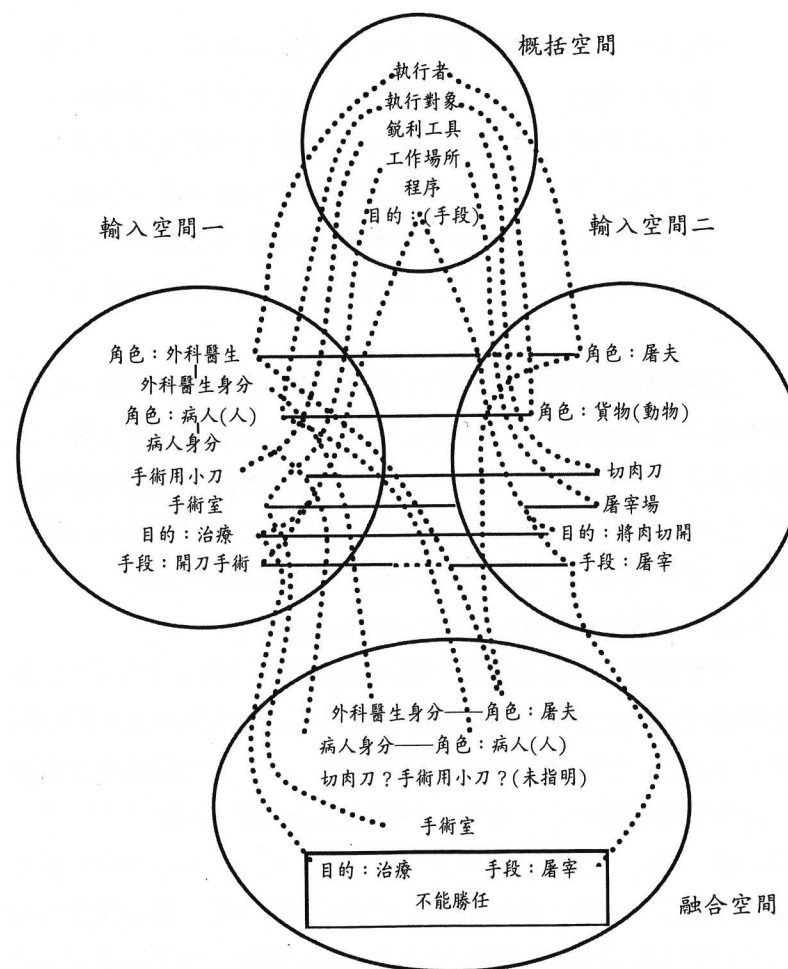 概括空間
執行者
執行對象
銳利工具
工作場所
程序
目的：(手段)
輸入空間一
輸入空間二
角色：外科醫生
外科醫生身分
角色：病人(人)
病人身分
手術用小刀
手術室
目的：治療
手段：開刀手術
角色：屠夫
角色：貨物(動物)
切肉刀
屠宰場
目的：將肉切開
手段：屠宰
外科醫生身分——角色：屠夫
病人身分——角色：病人(人)
切肉刀？手術用小刀？(未指明)
手術室
目的：治療 手段：屠宰
不能勝任
融合空間